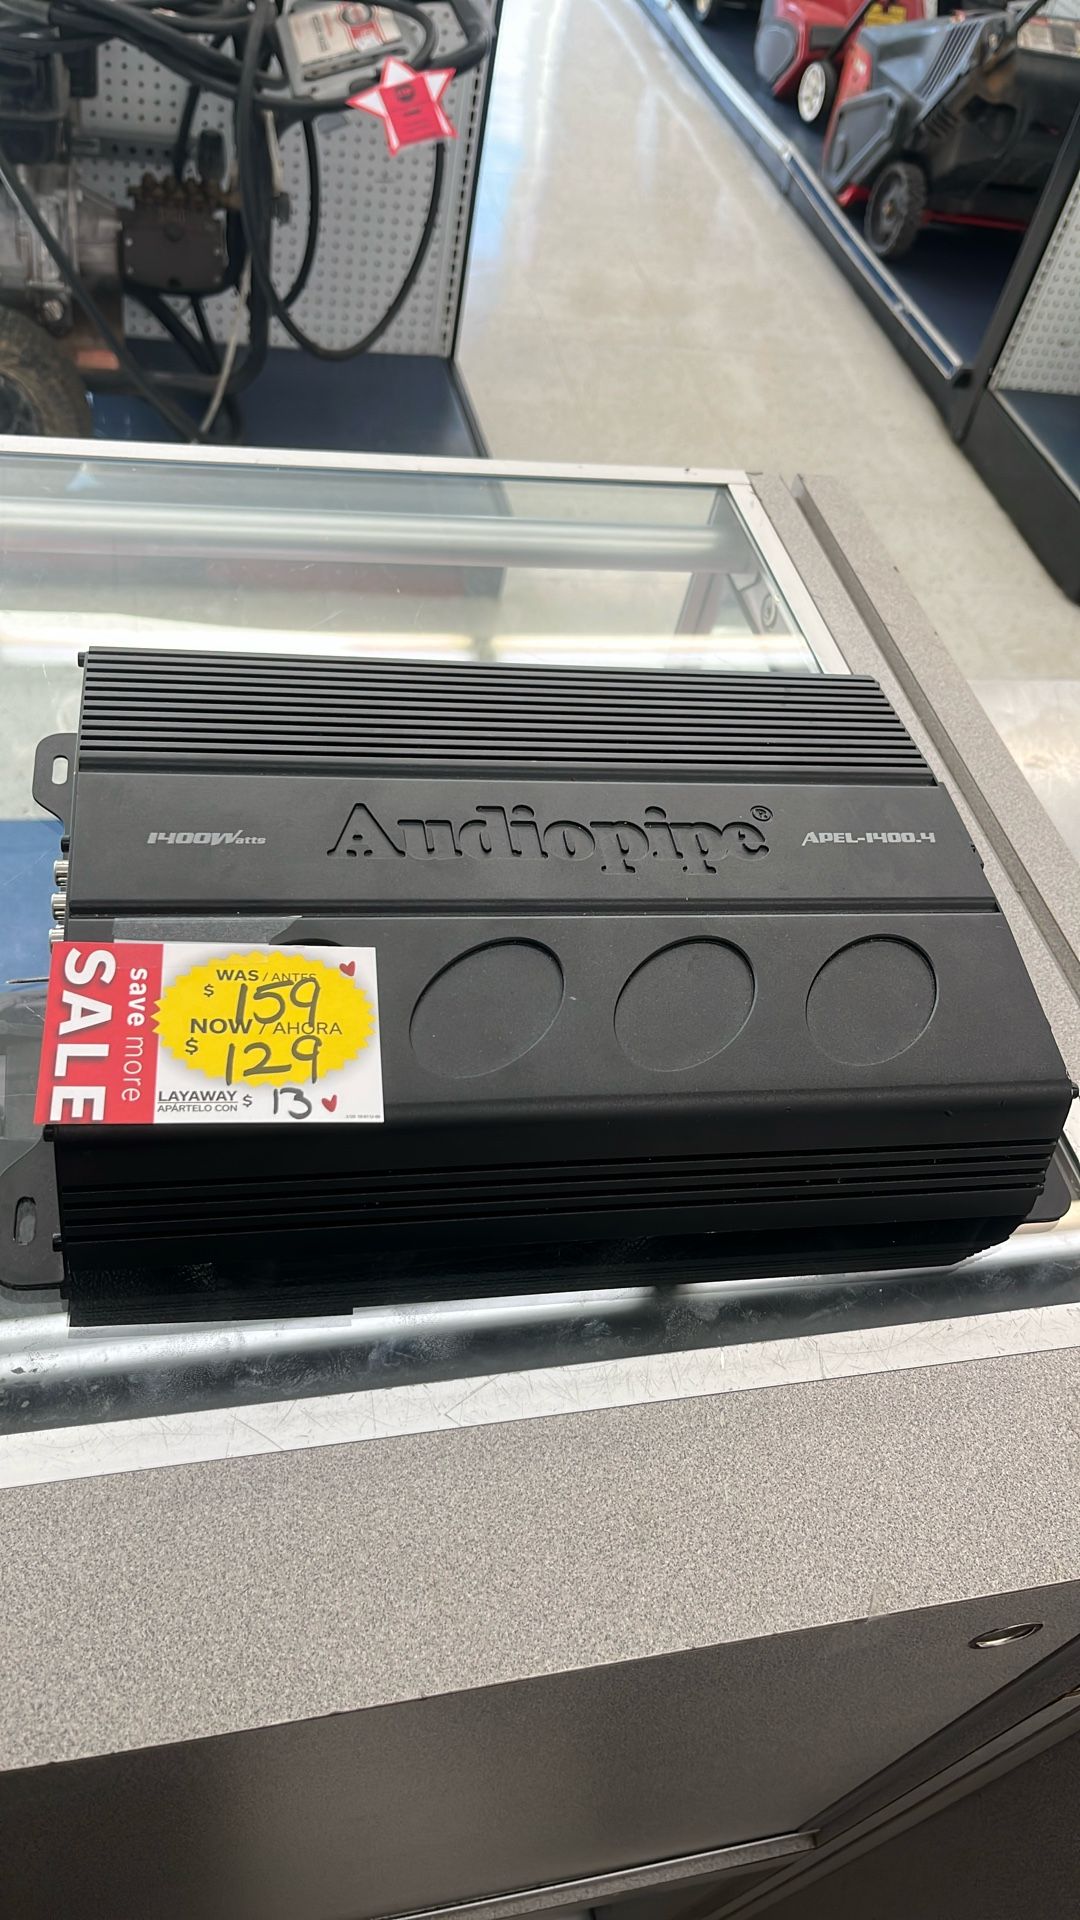 1400Watts
Audiopipe®
APEL-1400.4
SALE
save more
WAS / ANTES
$ 159
NOW / AHORA
$ 129
LAYAWAY $ 13
APÁRTELO CON